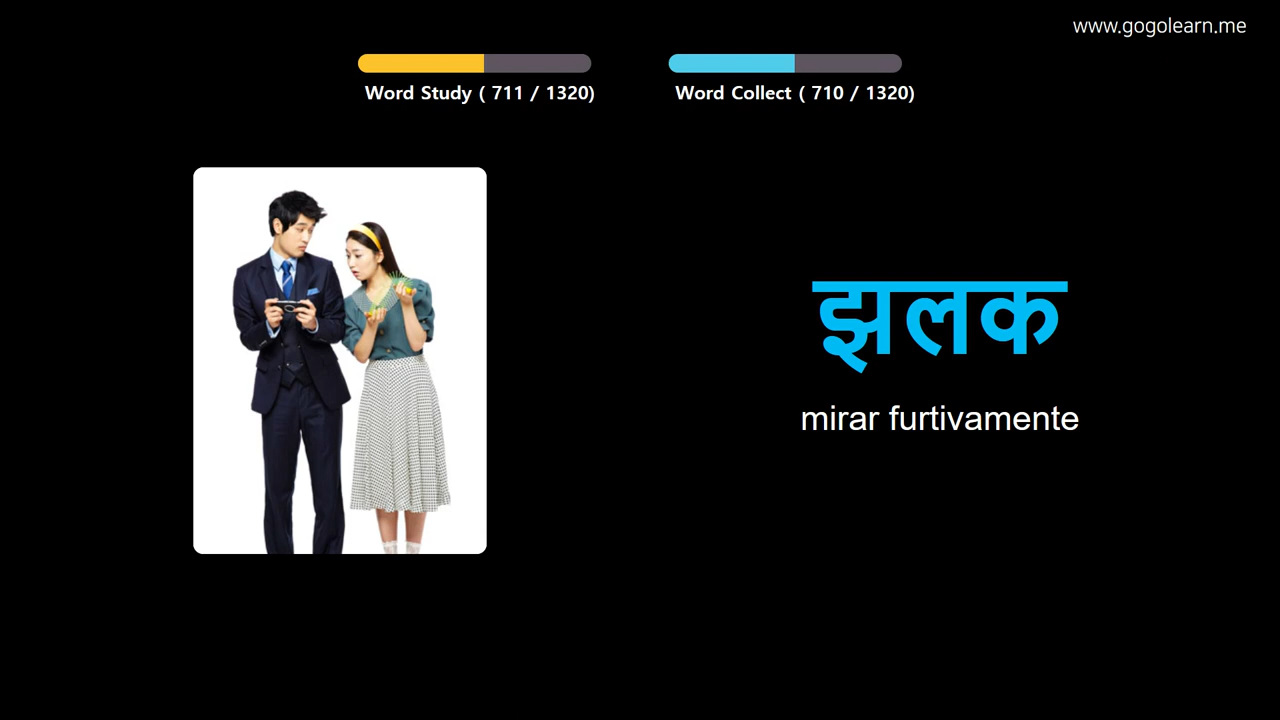 www.gogolearn.me
Word Study ( 711 / 1320)
Word Collect ( 710 / 1320)
झलक
mirar furtivamente